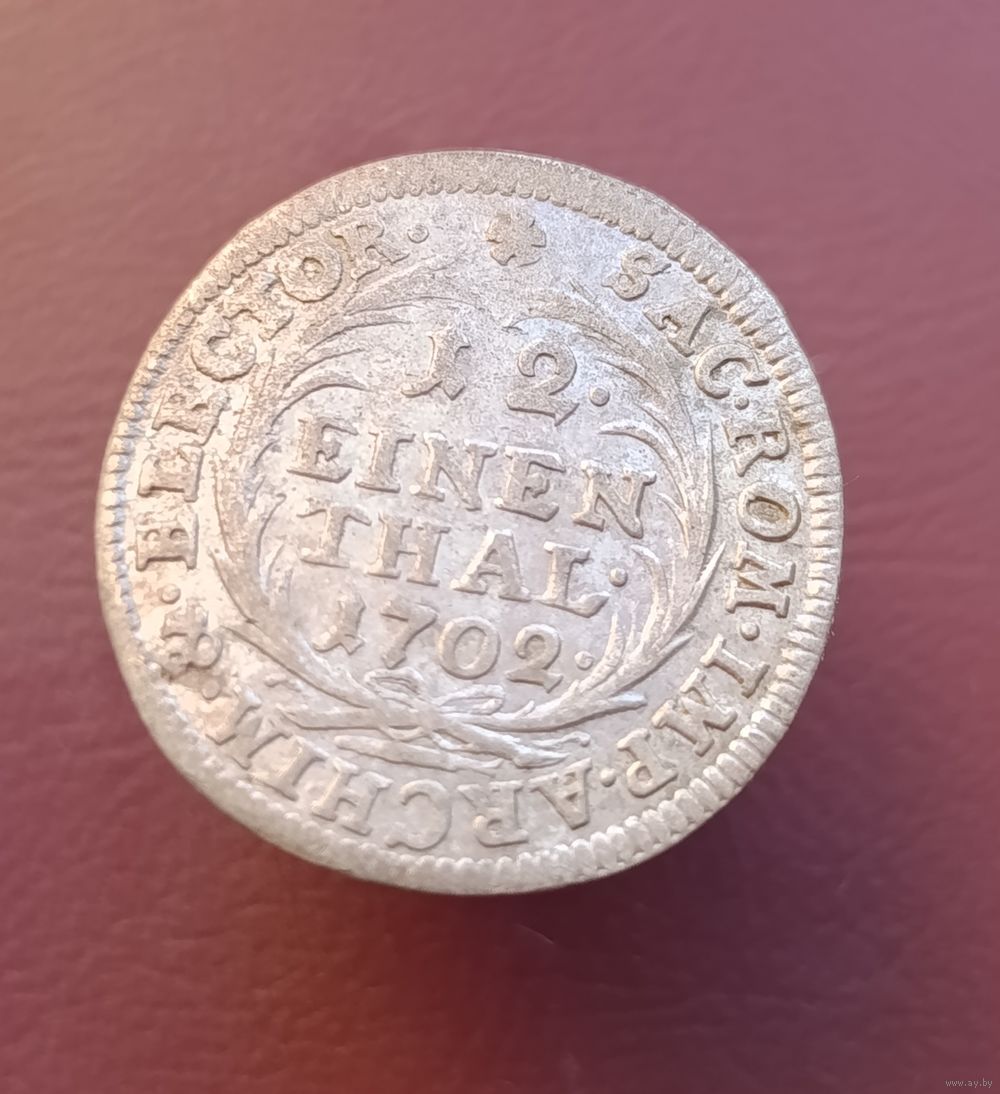 SAC·ROM·IMP·ARCHIM·&·ELECTOR·
12·
EINEN
THAL·
1702·
www.ay.by